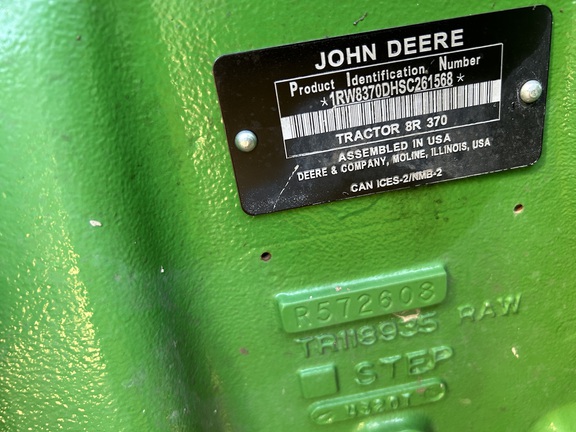 JOHN DEERE
Product Identification Number
*1RW8370DHSC261568*
TRACTOR 8R 370
ASSEMBLED IN USA
DEERE & COMPANY, MOLINE, ILLINOIS, USA
CAN ICES-2/NMB-2
R572608
TR119935 RAW
STEP